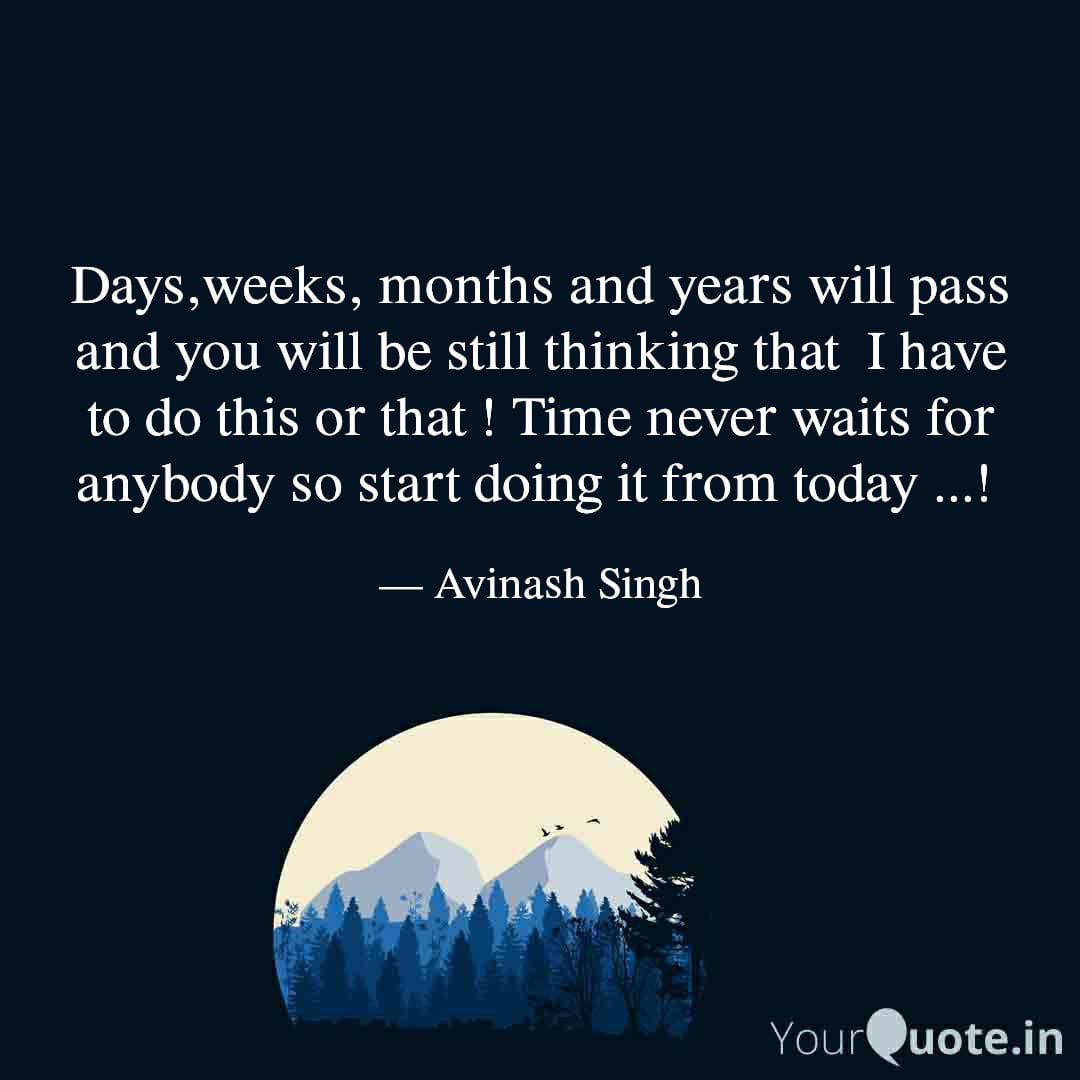 Days,weeks, months and years will pass
and you will be still thinking that  I have
to do this or that ! Time never waits for
anybody so start doing it from today ...!
— Avinash Singh
YourQuote.in